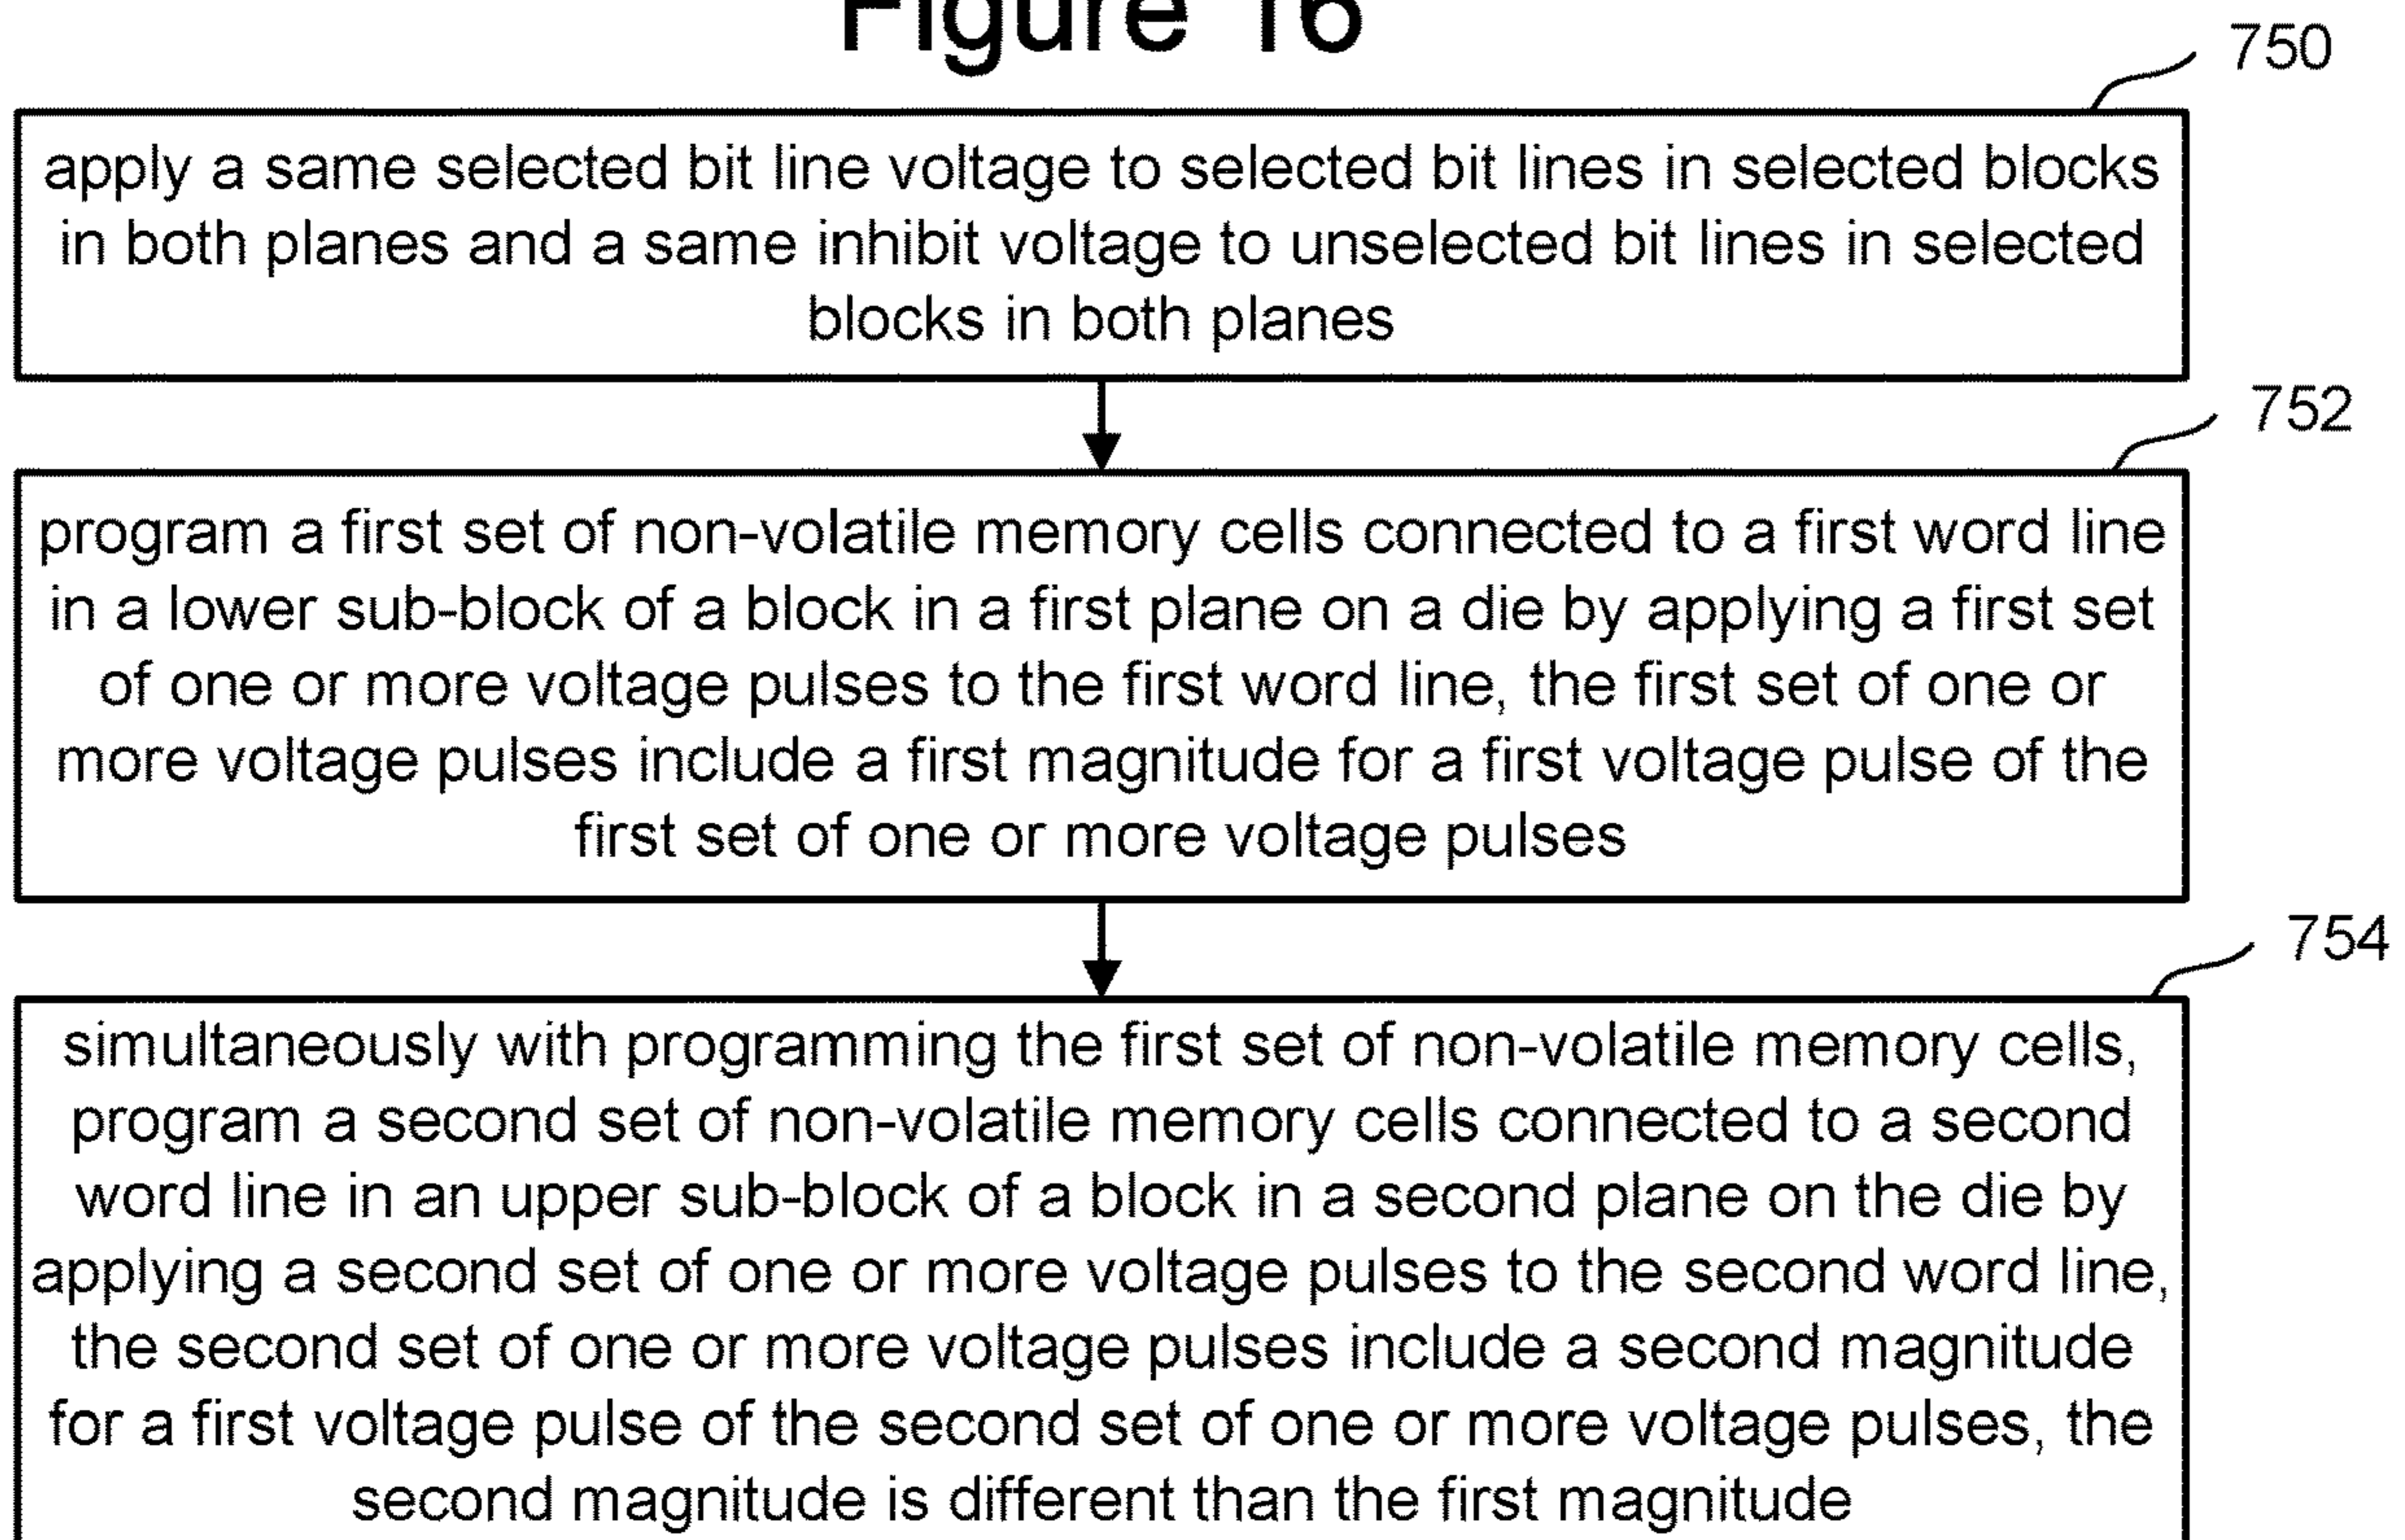 Figure 16
750
apply a same selected bit line voltage to selected bit lines in selected blocks
in both planes and a same inhibit voltage to unselected bit lines in selected
blocks in both planes
752
program a first set of non-volatile memory cells connected to a first word line
in a lower sub-block of a block in a first plane on a die by applying a first set
of one or more voltage pulses to the first word line, the first set of one or
more voltage pulses include a first magnitude for a first voltage pulse of the
first set of one or more voltage pulses
754
simultaneously with programming the first set of non-volatile memory cells,
program a second set of non-volatile memory cells connected to a second
word line in an upper sub-block of a block in a second plane on the die by
applying a second set of one or more voltage pulses to the second word line,
the second set of one or more voltage pulses include a second magnitude
for a first voltage pulse of the second set of one or more voltage pulses, the
second magnitude is different than the first magnitude